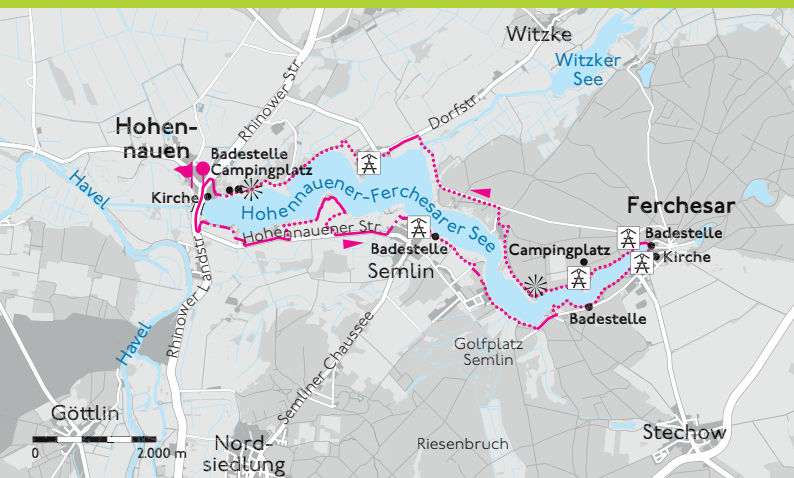 Witzke
Witzker
See
Rhinower Str.
Dorfstr.
Hohen-
nauen
Badestelle
Campingplatz
Havel
Kirche
Hohennauener-Ferchesarer See
Ferchesar
Hohennauener Str.
Badestelle
Badestelle
Campingplatz
Kirche
Semlin
Rhinower Landstr.
Badestelle
Havel
Golfplatz
Semlin
Semliner Chaussee
Göttlin
Stechow
Nord-
siedlung
Riesenbruch
0
2.000 m